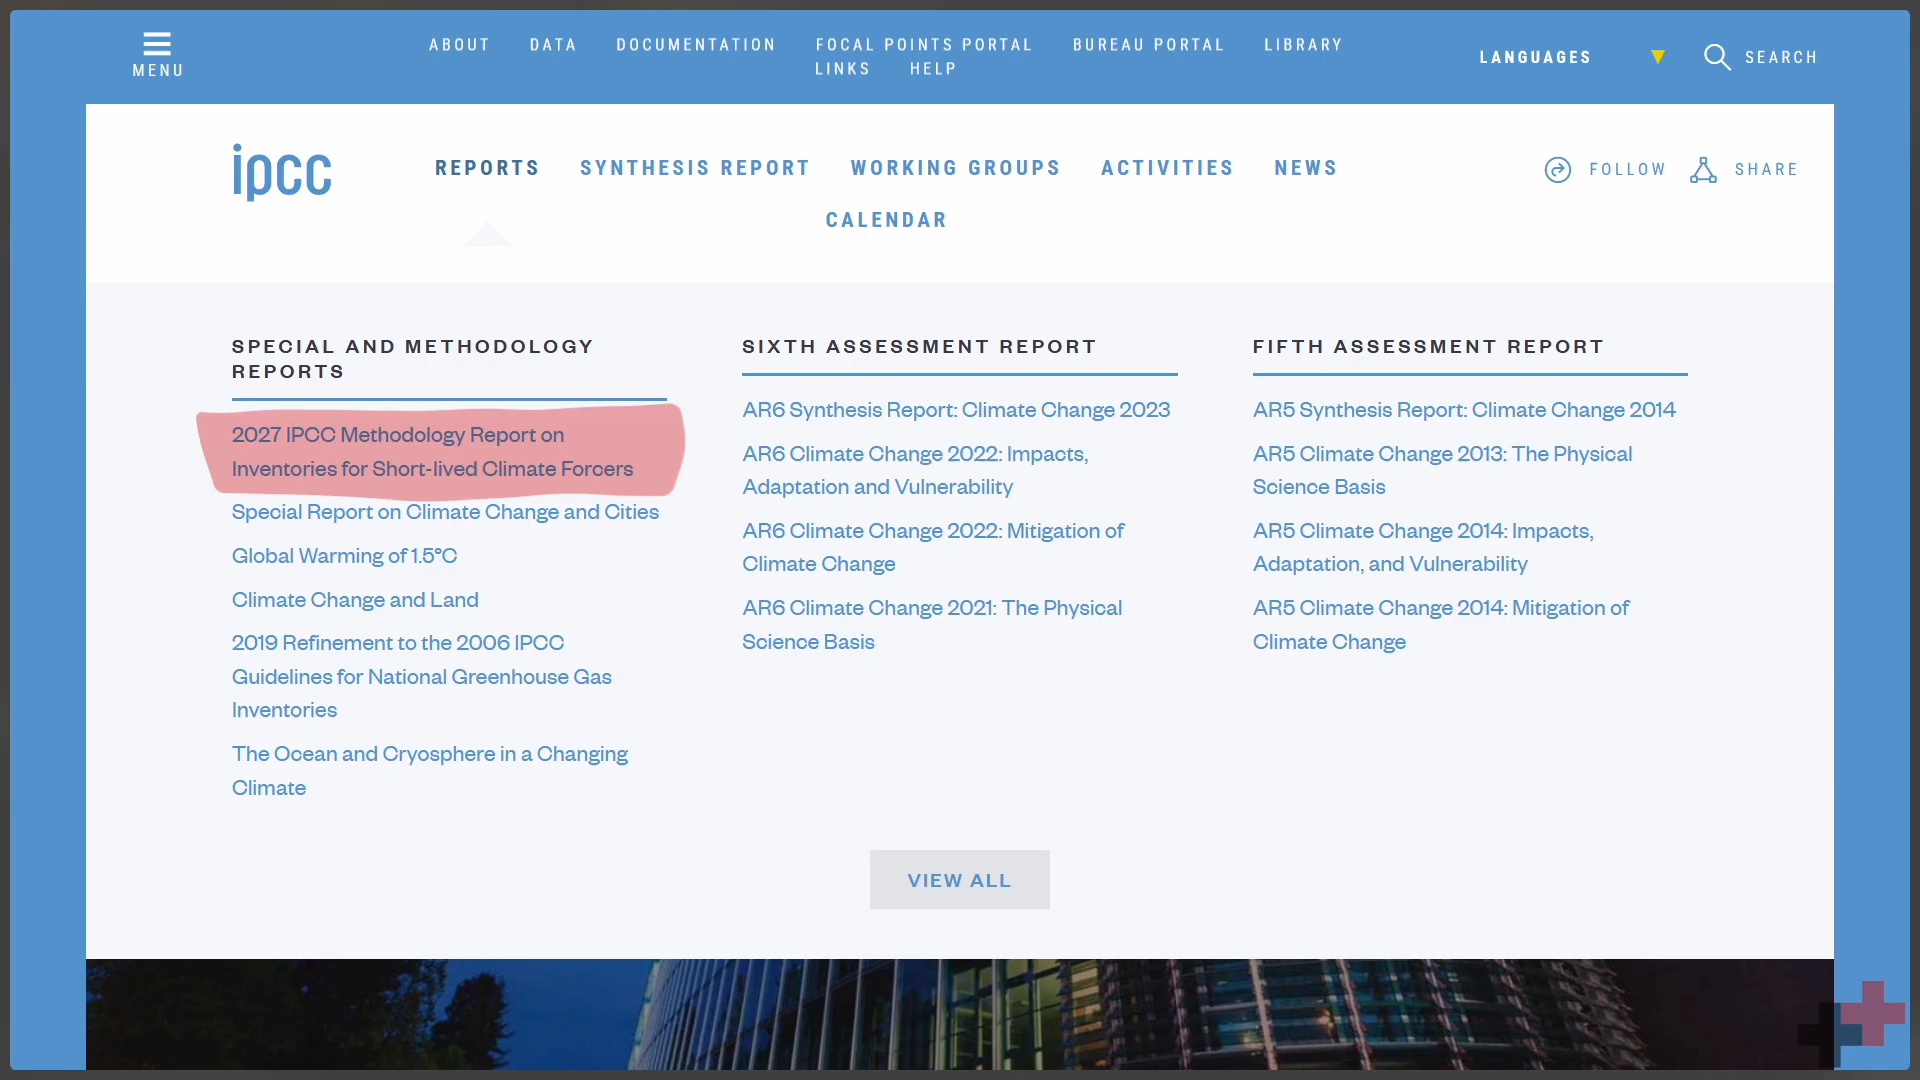 MENU
ABOUT DATA DOCUMENTATION FOCAL POINTS PORTAL BUREAU PORTAL LIBRARY
LINKS HELP
LANGUAGES
SEARCH
ipcc
REPORTS SYNTHESIS REPORT WORKING GROUPS ACTIVITIES NEWS
CALENDAR
FOLLOW
SHARE
SPECIAL AND METHODOLOGY
REPORTS
2027 IPCC Methodology Report on
Inventories for Short-lived Climate Forcers
Special Report on Climate Change and Cities
Global Warming of 1.5°C
Climate Change and Land
2019 Refinement to the 2006 IPCC
Guidelines for National Greenhouse Gas
Inventories
The Ocean and Cryosphere in a Changing
Climate
SIXTH ASSESSMENT REPORT
AR6 Synthesis Report: Climate Change 2023
AR6 Climate Change 2022: Impacts,
Adaptation and Vulnerability
AR6 Climate Change 2022: Mitigation of
Climate Change
AR6 Climate Change 2021: The Physical
Science Basis
FIFTH ASSESSMENT REPORT
AR5 Synthesis Report: Climate Change 2014
AR5 Climate Change 2013: The Physical
Science Basis
AR5 Climate Change 2014: Impacts,
Adaptation, and Vulnerability
AR5 Climate Change 2014: Mitigation of
Climate Change
VIEW ALL